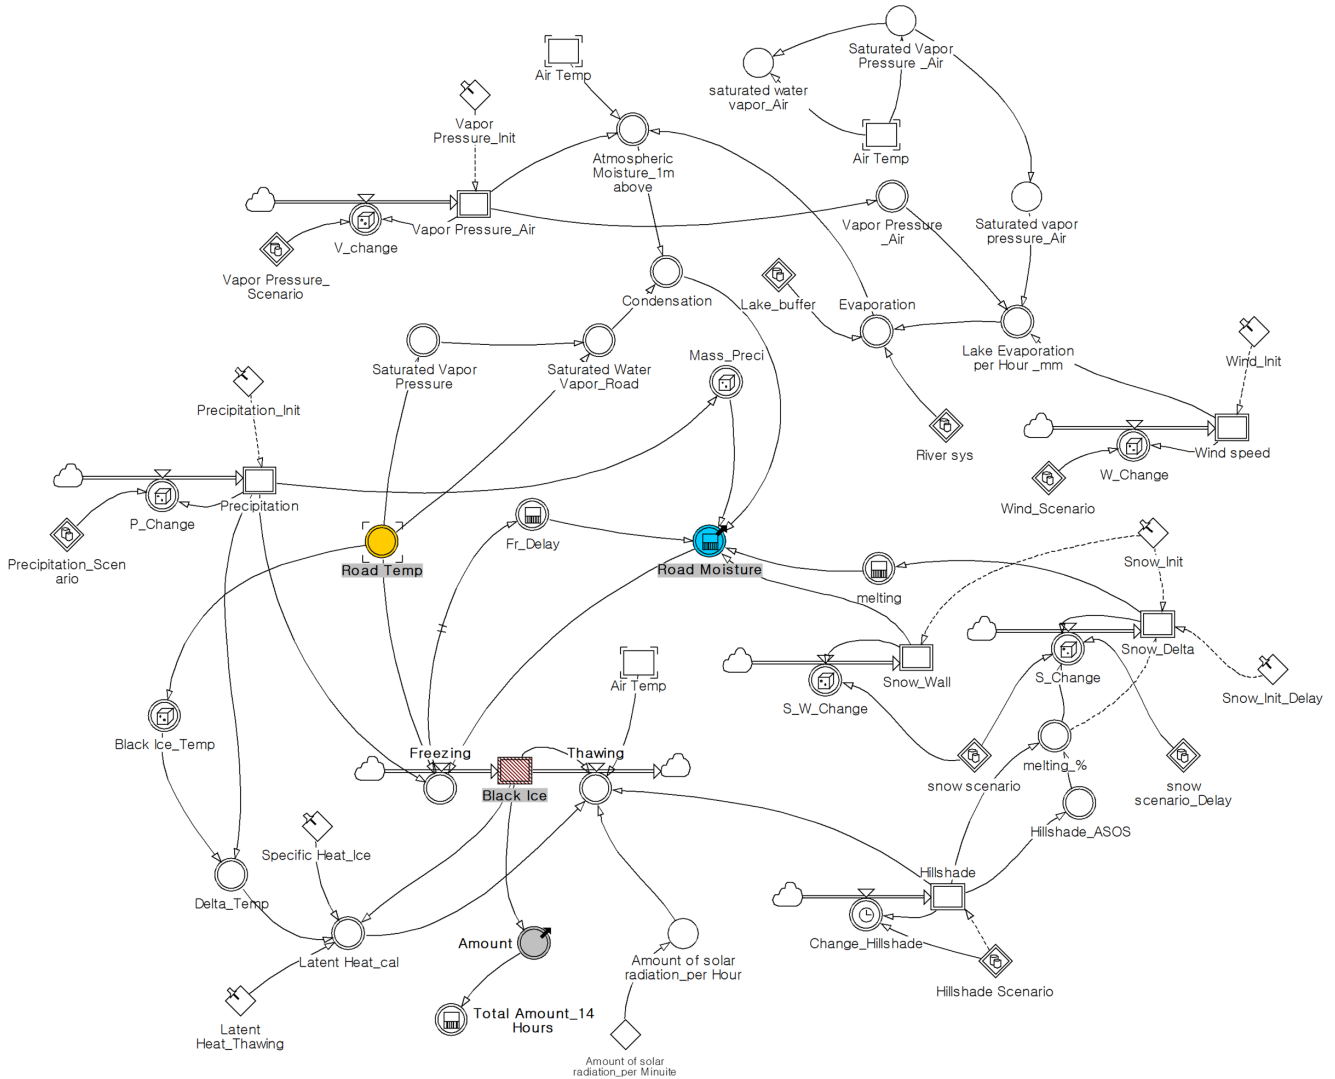 Saturated Vapor
Pressure _Air
Air Temp
saturated water
vapor_Air
Vapor
Pressure_Init
Air Temp
Atmospheric
Moisture_1m
above
Vapor Pressure_Air
V_change
Vapor Pressure_
Scenario
Vapor Pressure
_Air
Saturated vapor
pressure_Air
Condensation
Lake_buffer
Evaporation
Lake Evaporation
per Hour _mm
Wind_Init
Saturated Vapor
Pressure
Saturated Water
Vapor_Road
Mass_Preci
Precipitation_Init
River sys
W_Change
Wind speed
Wind_Scenario
Precipitation
P_Change
Precipitation_Scen
ario
Fr_Delay
Road Temp
Road Moisture
melting
Snow_Init
Snow_Delta
S_Change
Snow_Init_Delay
Snow_Wall
S_W_Change
Air Temp
Black Ice_Temp
Freezing
Thawing
Black Ice
snow scenario
melting_%
snow
scenario_Delay
Hillshade_ASOS
Specific Heat_Ice
Hillshade
Delta_Temp
Change_Hillshade
Amount
Latent Heat_cal
Amount of solar
radiation_per Hour
Hillshade Scenario
Latent
Heat_Thawing
Total Amount_14
Hours
Amount of solar
radiation_per Minuite